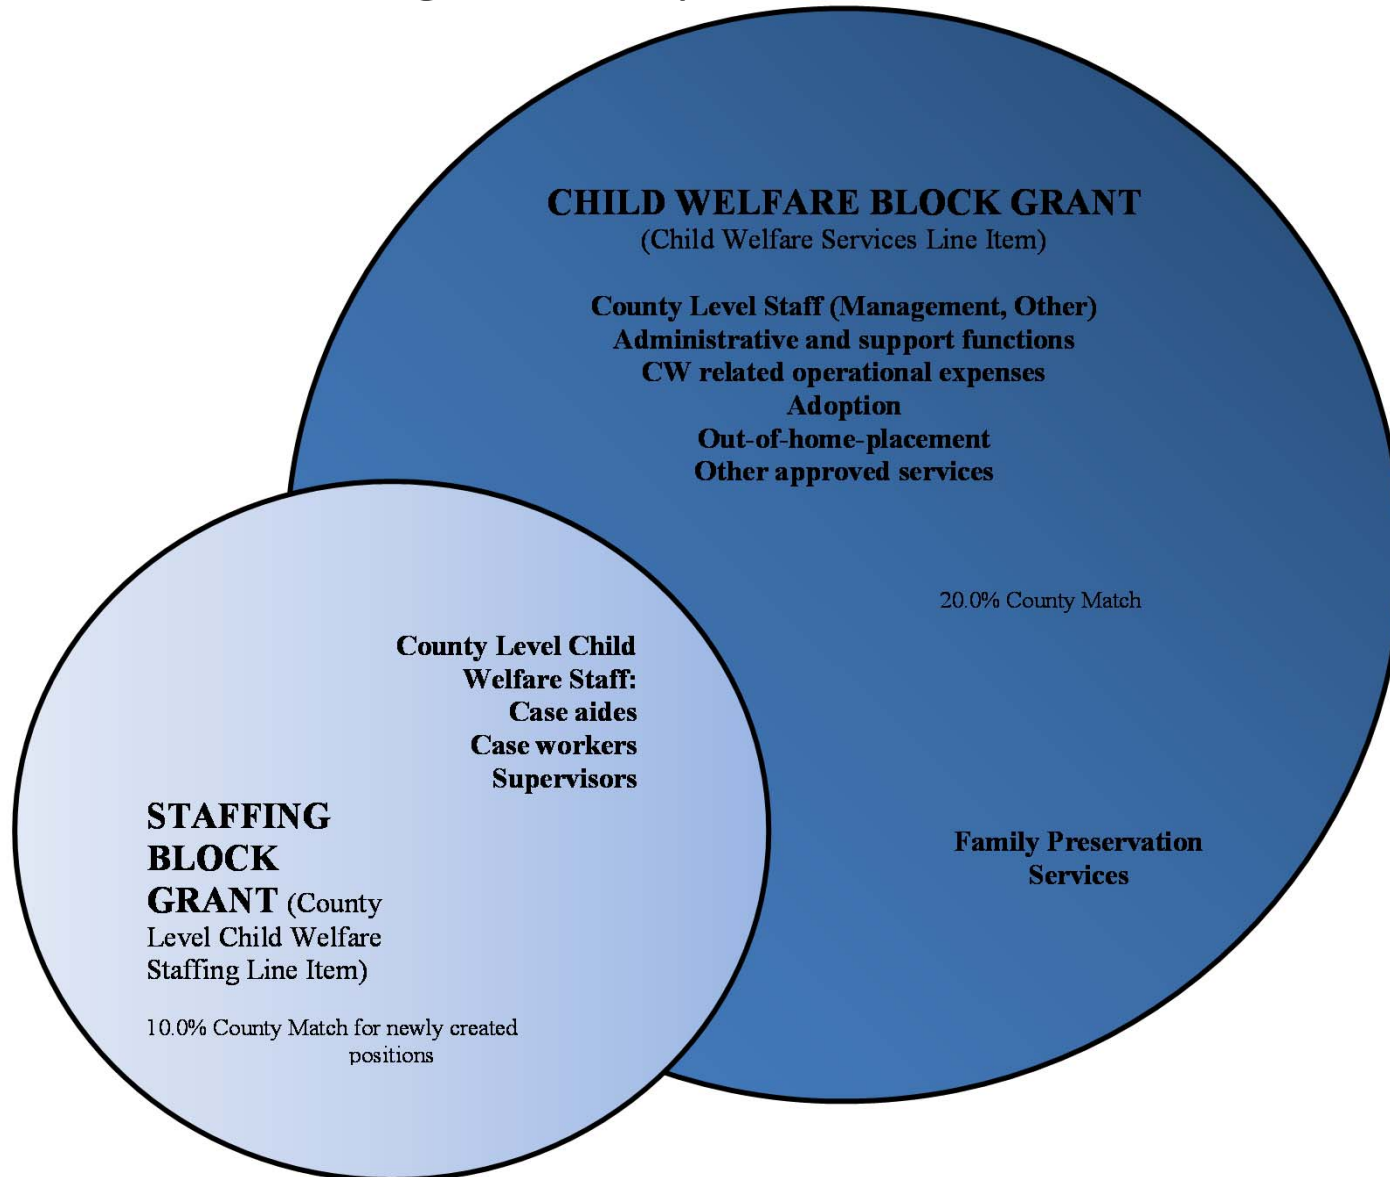 CHILD WELFARE BLOCK GRANT
(Child Welfare Services Line Item)
County Level Staff (Management, Other)
Administrative and support functions
CW related operational expenses
Adoption
Out-of-home-placement
Other approved services
20.0% County Match
County Level Child
Welfare Staff:
Case aides
Case workers
Supervisors
STAFFING
BLOCK
GRANT (County
Level Child Welfare
Staffing Line Item)
10.0% County Match for newly created
positions
Family Preservation
Services